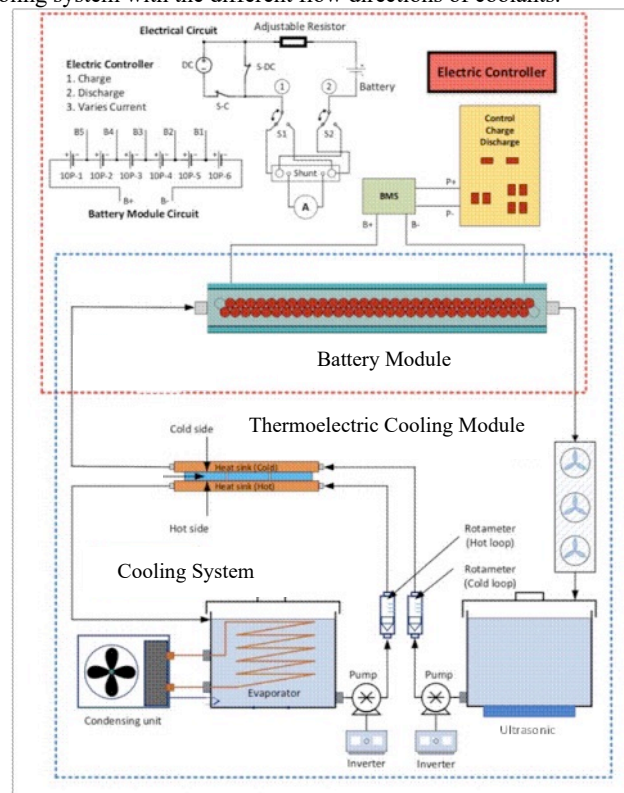 oling system with the different flow directions of coolants.
Electrical Circuit
Adjustable Resistor
DC
S-DC
S-C
Battery
Electric Controller
1. Charge
2. Discharge
3. Varies Current
1
2
S1
S2
Shunt
A
B5 B4 B3 B2 B1
10P-1 10P-2 10P-3 10P-4 10P-5 10P-6
B+ B-
Battery Module Circuit
Electric Controller
Control
Charge
Discharge
BMS
P+
P-
B+ B-
Battery Module
Thermoelectric Cooling Module
Cold side
Heat sink (Cold)
Heat sink (Hot)
Hot side
Rotameter
(Hot loop)
Rotameter
(Cold loop)
Cooling System
Evaporator
Condensing unit
Pump
Pump
Inverter
Inverter
Ultrasonic